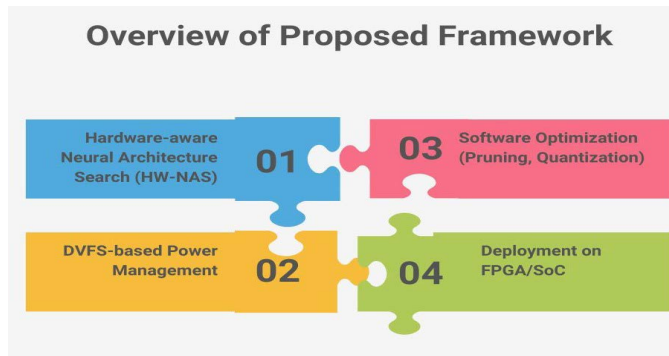 Overview of Proposed Framework
Hardware-aware
Neural Architecture
Search (HW-NAS)
01
DVFS-based Power
Management
02
03
Software Optimization
(Pruning, Quantization)
04
Deployment on
FPGA/SoC